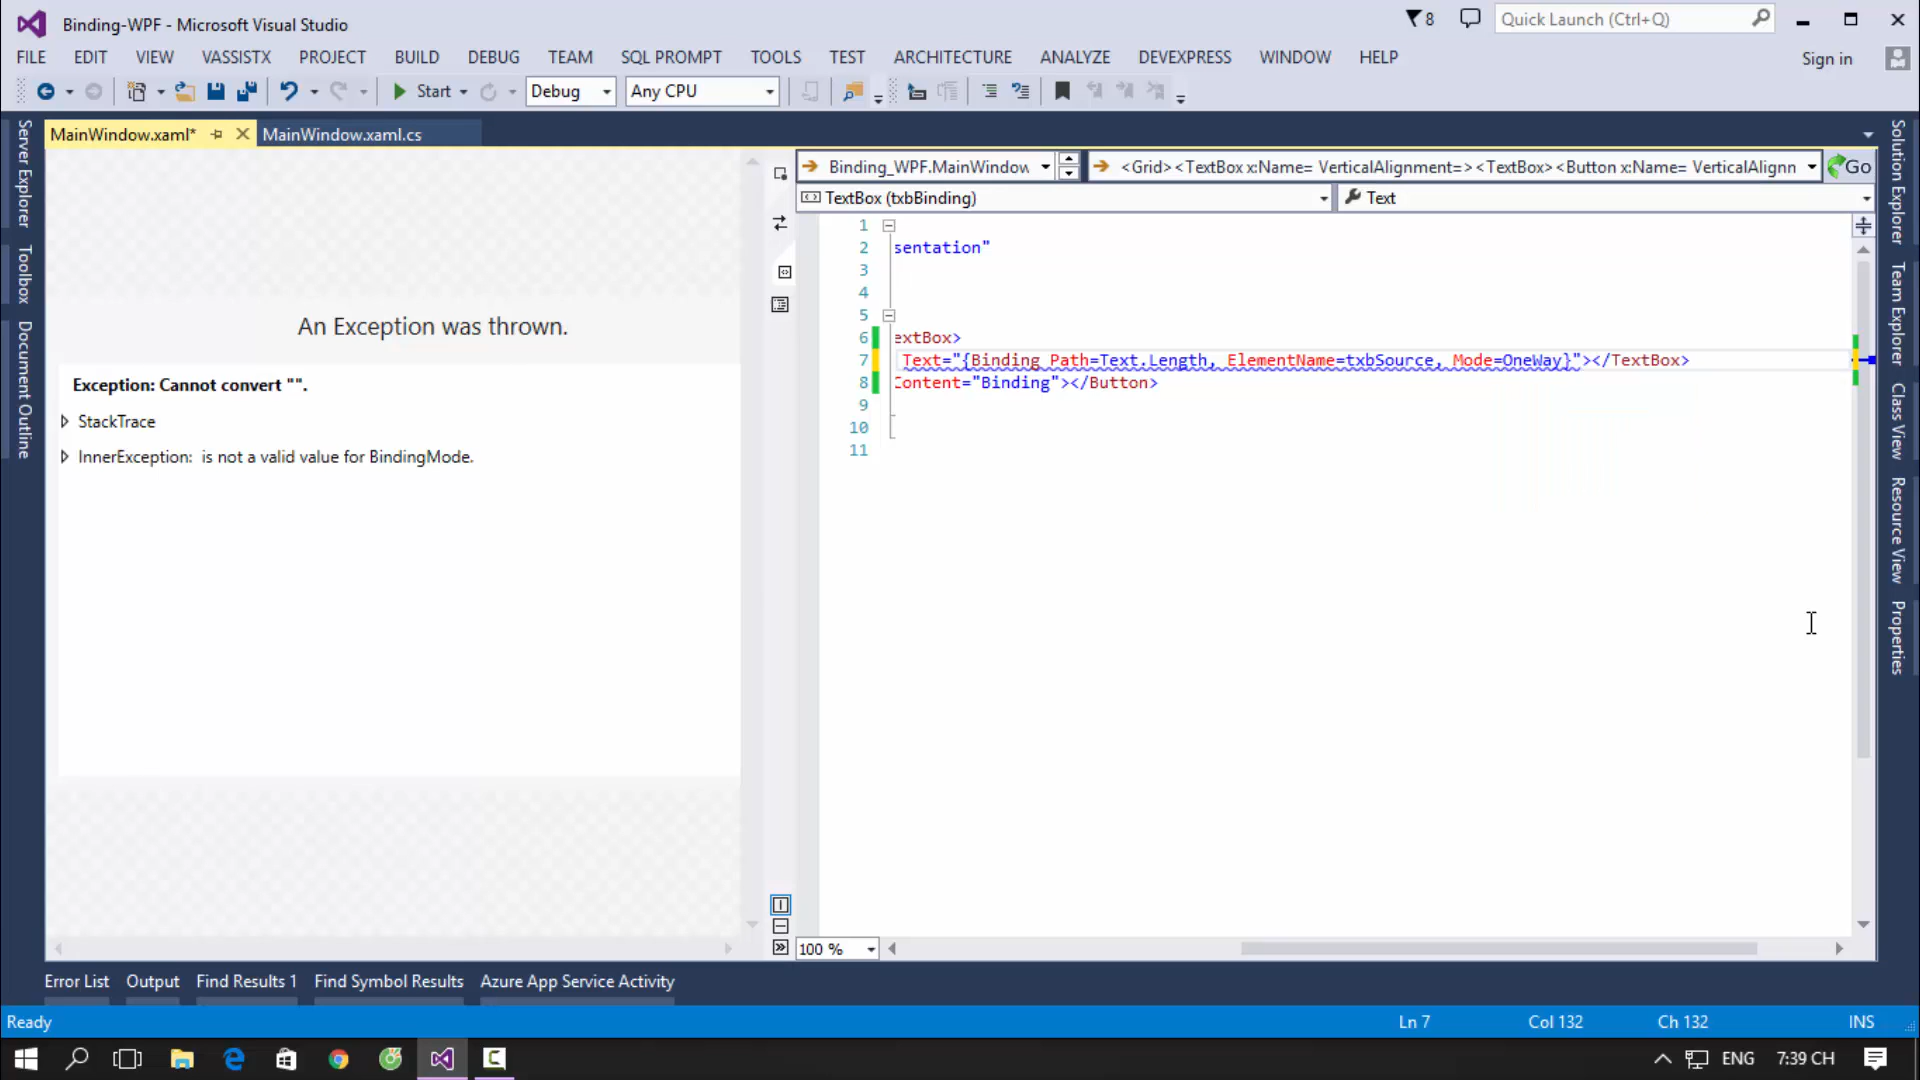 Binding-WPF - Microsoft Visual Studio
8
Quick Launch (Ctrl+Q)
FILE EDIT VIEW VASSISTX PROJECT BUILD DEBUG TEAM SQL PROMPT TOOLS TEST ARCHITECTURE ANALYZE DEVEXPRESS WINDOW HELP
Sign in
Start Debug Any CPU
MainWindow.xaml* MainWindow.xaml.cs
Server Explorer
Toolbox
Document Outline
Binding_WPF.MainWindow
<Grid><TextBox x:Name= VerticalAlignment=><TextBox><Button x:Name= VerticalAlignn
Go
TextBox (txbBinding)
Text
1
2 sentation"
3
4
5
6 extBox>
7 Text="{Binding Path=Text.Length, ElementName=txbSource, Mode=OneWay}"></TextBox>
8 Content="Binding"></Button>
9
10
11
An Exception was thrown.
Exception: Cannot convert "".
StackTrace
InnerException: is not a valid value for BindingMode.
Solution Explorer
Team Explorer
Class View
Resource View
Properties
100 %
Error List Output Find Results 1 Find Symbol Results Azure App Service Activity
Ready
Ln 7 Col 132 Ch 132 INS
ENG 7:39 CH